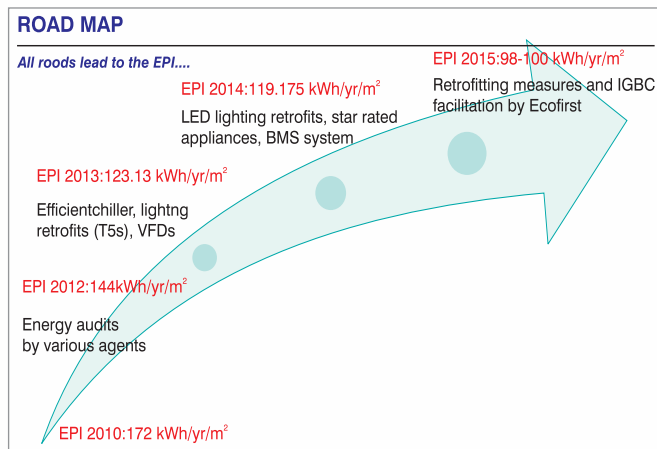 ROAD MAP
All roods lead to the EPI....
EPI 2015:98-100 kWh/yr/m²
Retrofitting measures and IGBC
facilitation by Ecofirst
EPI 2014:119.175 kWh/yr/m²
LED lighting retrofits, star rated
appliances, BMS system
EPI 2013:123.13 kWh/yr/m²
Efficientchiller, lightng
retrofits (T5s), VFDs
EPI 2012:144kWh/yr/m²
Energy audits
by various agents
EPI 2010:172 kWh/yr/m²